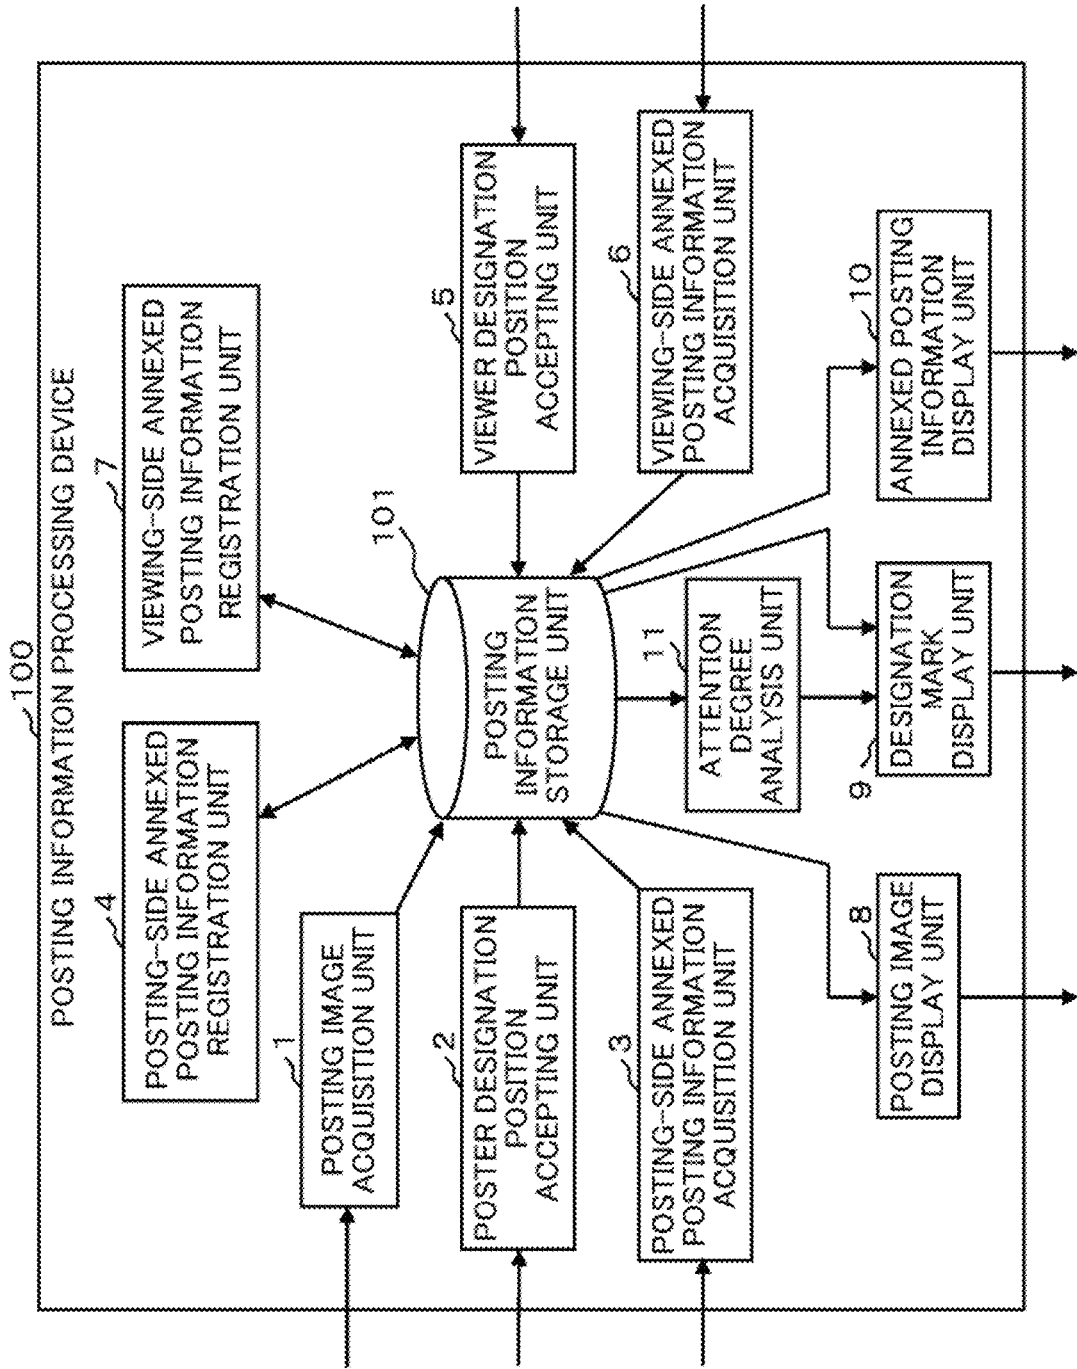 100
POSTING INFORMATION PROCESSING DEVICE
4
POSTING-SIDE ANNEXED
POSTING INFORMATION
REGISTRATION UNIT
7
VIEWING-SIDE ANNEXED
POSTING INFORMATION
REGISTRATION UNIT
1
POSTING IMAGE
ACQUISITION UNIT
101
POSTING
INFORMATION
STORAGE UNIT
2
POSTER DESIGNATION
POSITION
ACCEPTING UNIT
5
VIEWER DESIGNATION
POSITION
ACCEPTING UNIT
3
POSTING-SIDE ANNEXED
POSTING INFORMATION
ACQUISITION UNIT
11
ATTENTION
DEGREE
ANALYSIS UNIT
6
VIEWING-SIDE ANNEXED
POSTING INFORMATION
ACQUISITION UNIT
8
POSTING IMAGE
DISPLAY UNIT
9
DESIGNATION
MARK
DISPLAY UNIT
10
ANNEXED POSTING
INFORMATION
DISPLAY UNIT